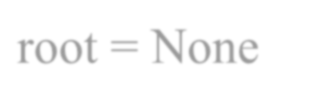 root = None